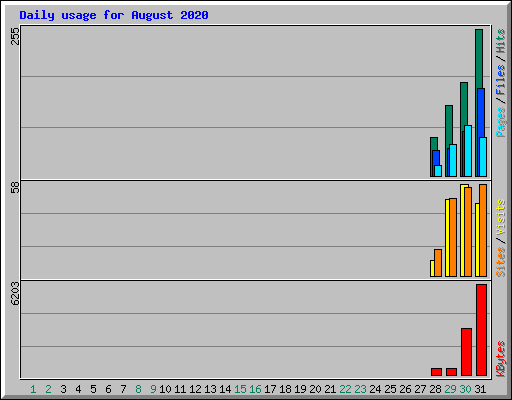 Daily usage for August 2020
255
Pages / Files / Hits
58
Sites / Visits
6203
KBytes
1 2 3 4 5 6 7 8 9 10 11 12 13 14 15 16 17 18 19 20 21 22 23 24 25 26 27 28 29 30 31